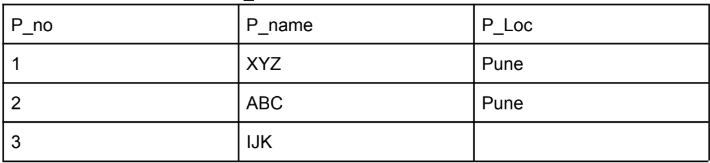 P_no P_name P_Loc
1 XYZ Pune
2 ABC Pune
3 IJK